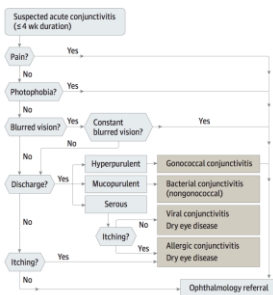 Suspected acute conjunctivitis
(≤ 4 wk duration)
Pain?
Yes
No
Photophobia?
Yes
No
Blurred vision?
Yes
Constant
blurred vision?
Yes
No
No
Discharge?
Yes
Hyperpurulent
Gonococcal conjunctivitis
Mucopurulent
Bacterial conjunctivitis
(nongonococcal)
Serous
No
Viral conjunctivitis
Dry eye disease
Itching?
Yes
Allergic conjunctivitis
Dry eye disease
No
Itching?
Yes
No
Ophthalmology referral